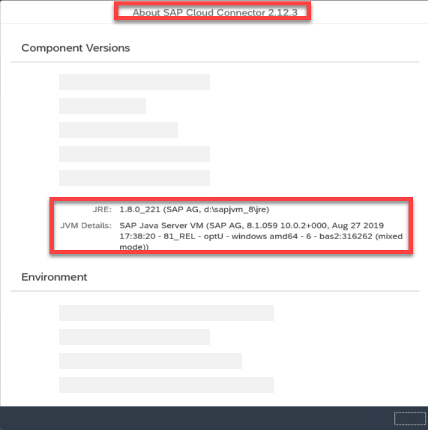 About SAP Cloud Connector 2.12.3
Component Versions
JRE: 1.8.0_221 (SAP AG, d:\sapjvm_8\jre)
JVM Details: SAP Java Server VM (SAP AG, 8.1.059 10.0.2+000, Aug 27 2019
17:38:20 - 81_REL - optU - windows amd64 - 6 - bas2:316262 (mixed
mode))
Environment